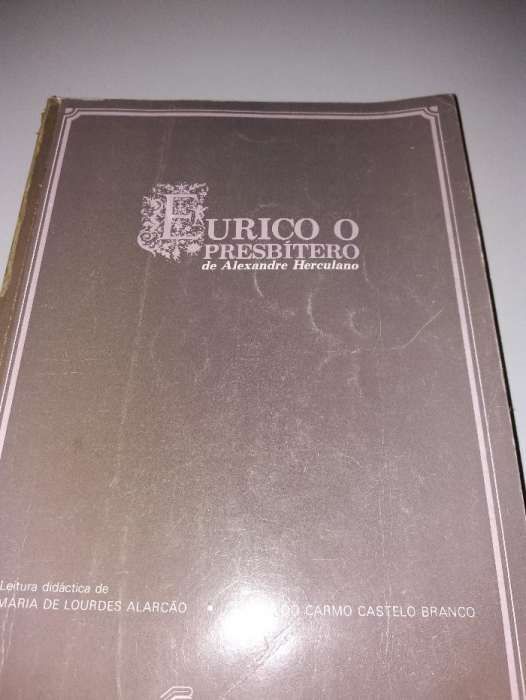 EURICO O
PRESBÍTERO
de Alexandre Herculano
Leitura didáctica de
MARIA DE LOURDES ALARCÃO • DO CARMO CASTELO BRANCO